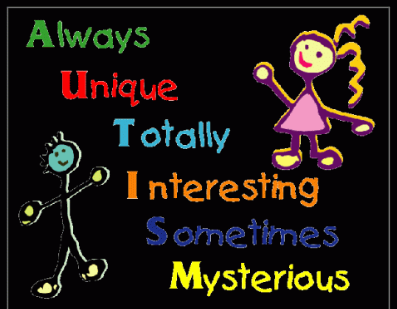 Always
Unique
Totally
Interesting
Sometimes
Mysterious